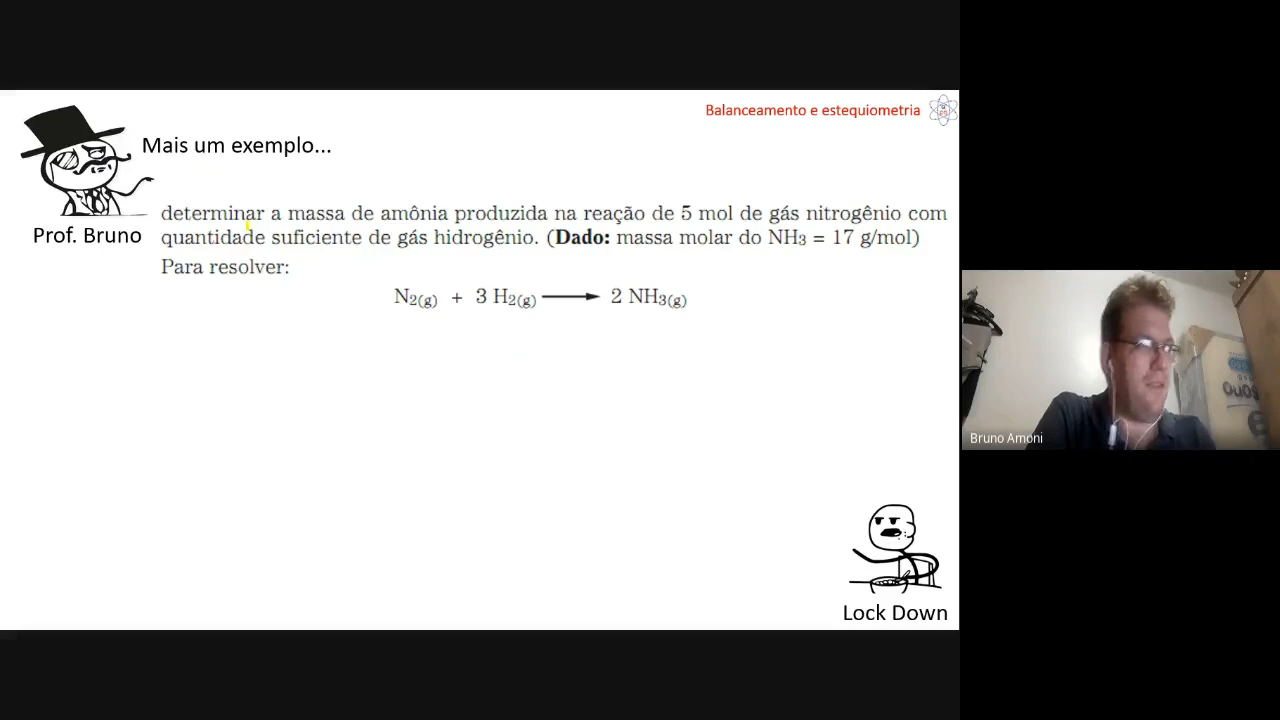 Balanceamento e estequiometria
Mais um exemplo...
Prof. Bruno
determinar a massa de amônia produzida na reação de 5 mol de gás nitrogênio com
quantidade suficiente de gás hidrogênio. (Dado: massa molar do NH₃ = 17 g/mol)
Para resolver:
N₂(g) + 3 H₂(g) ⟶ 2 NH₃(g)
Lock Down
Bruno Amoni